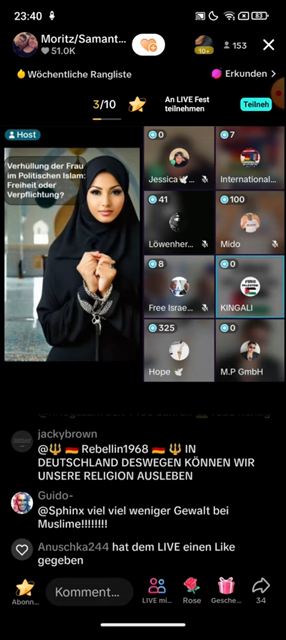 23:40
83
Moritz/Samant...
51.0K
10+
153
Wöchentliche Rangliste
Erkunden >
3/10
An LIVE Fest
teilnehmen
Teilneh
Host
Verhüllung der Frau
im Politischen Islam:
Freiheit oder
Verpflichtung?
0
Jessica
7
International...
41
Löwenher...
100
Mido
8
Free Israe...
0
KINGALI
325
Hope
0
M.P GmbH
jackybrown
@🔱 🇩🇪 Rebellin1968 🇩🇪 🔱 IN
DEUTSCHLAND DESWEGEN KÖNNEN WIR
UNSERE RELIGION AUSLEBEN
Guido-
@Sphinx viel viel weniger Gewalt bei
Muslime!!!!!!!!
Anuschka244 hat dem LIVE einen Like
gegeben
Abonn...
Komment...
LIVE mi...
Rose
Gesche...
34